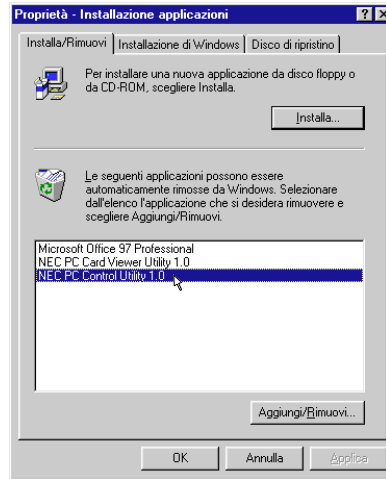 Proprietà - Installazione applicazioni
Installa/Rimuovi Installazione di Windows Disco di ripristino
Per installare una nuova applicazione da disco floppy o
da CD-ROM, scegliere Installa.
Installa...
Le seguenti applicazioni possono essere
automaticamente rimosse da Windows. Selezionare
dall'elenco l'applicazione che si desidera rimuovere e
scegliere Aggiungi/Rimuovi.
Microsoft Office 97 Professional
NEC PC Card Viewer Utility 1.0
NEC PC Control Utility 1.0
Aggiungi/Rimuovi...
OK Annulla Applica